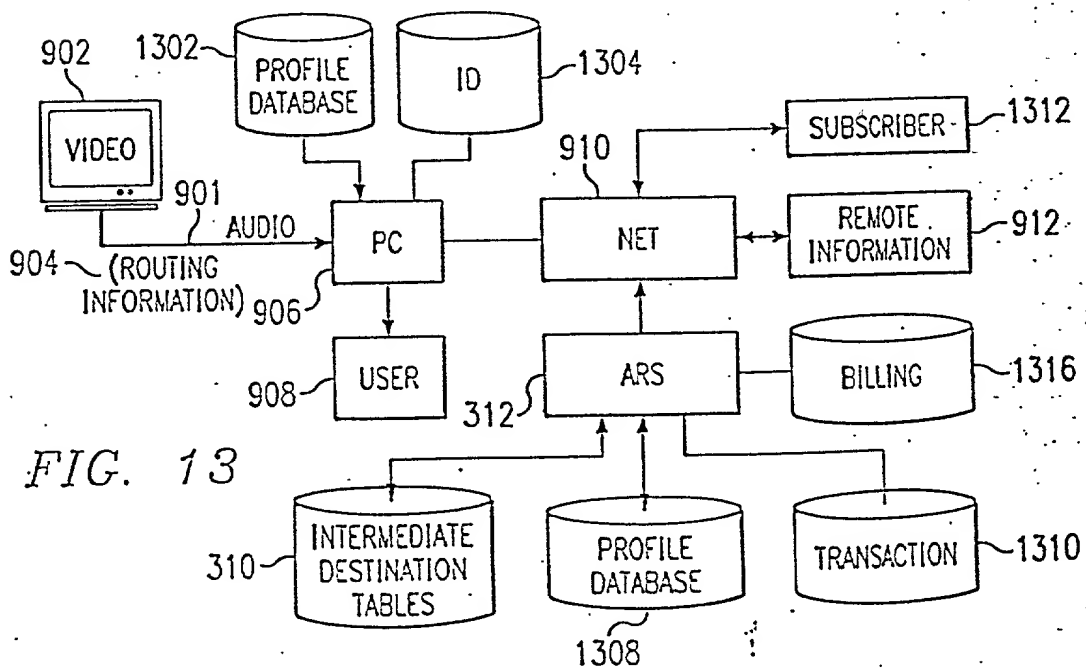 1302
1304
902
PROFILE
DATABASE
ID
VIDEO
SUBSCRIBER
1312
910
901
AUDIO
PC
NET
REMOTE
INFORMATION
912
904
(ROUTING
INFORMATION)
906
USER
908
ARS
312
BILLING
1316
FIG. 13
INTERMEDIATE
DESTINATION
TABLES
310
PROFILE
DATABASE
1308
TRANSACTION
1310